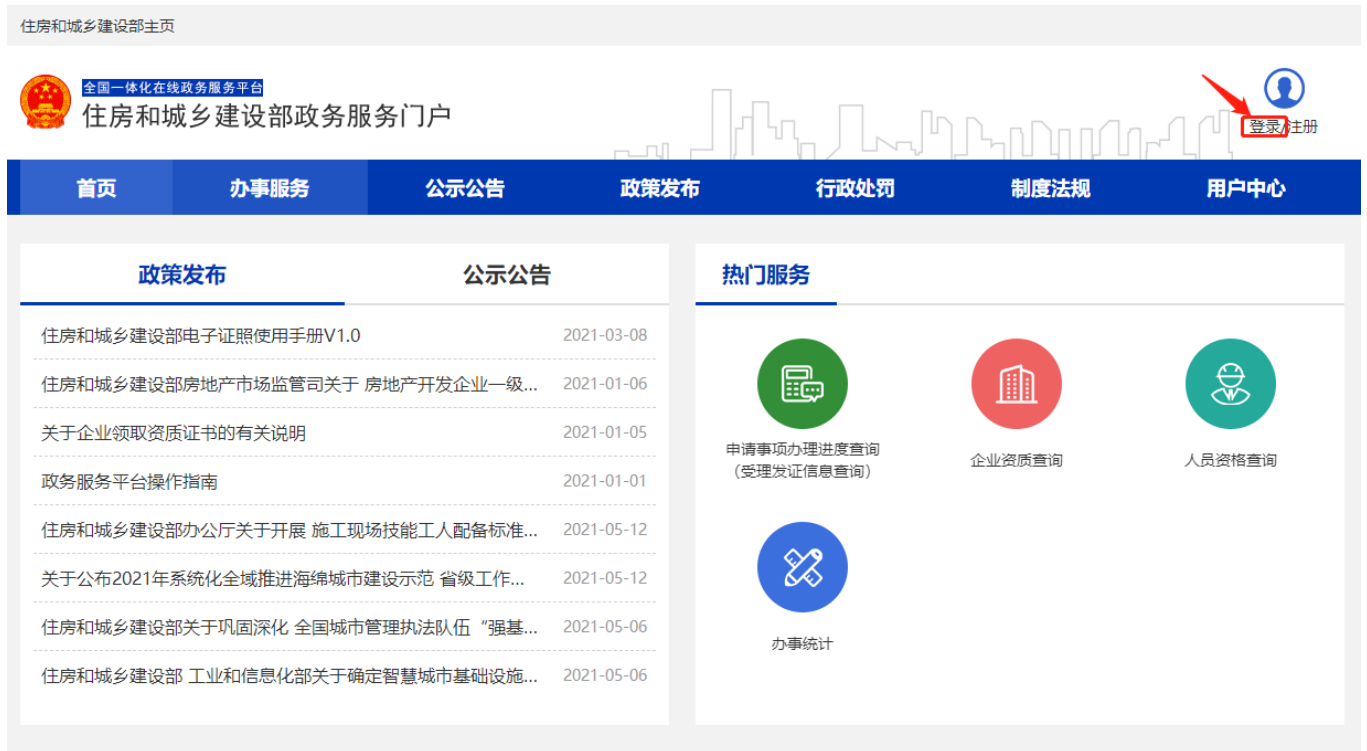 住房和城乡建设部主页
全国一体化在线政务服务平台
住房和城乡建设部政务服务门户
登录/注册
首页 办事服务 公示公告 政策发布 行政处罚 制度法规 用户中心
政策发布 公示公告
住房和城乡建设部电子证照使用手册V1.0 2021-03-08
住房和城乡建设部房地产市场监管司关于 房地产开发企业一级... 2021-01-06
关于企业领取资质证书的有关说明 2021-01-05
政务服务平台操作指南 2021-01-01
住房和城乡建设部办公厅关于开展 施工现场技能工人配备标准... 2021-05-12
关于公布2021年系统化全域推进海绵城市建设示范 省级工作... 2021-05-12
住房和城乡建设部关于巩固深化 全国城市管理执法队伍“强基... 2021-05-06
住房和城乡建设部 工业和信息化部关于确定智慧城市基础设施... 2021-05-06
热门服务
申请事项办理进度查询
（受理发证信息查询）
企业资质查询
人员资格查询
办事统计